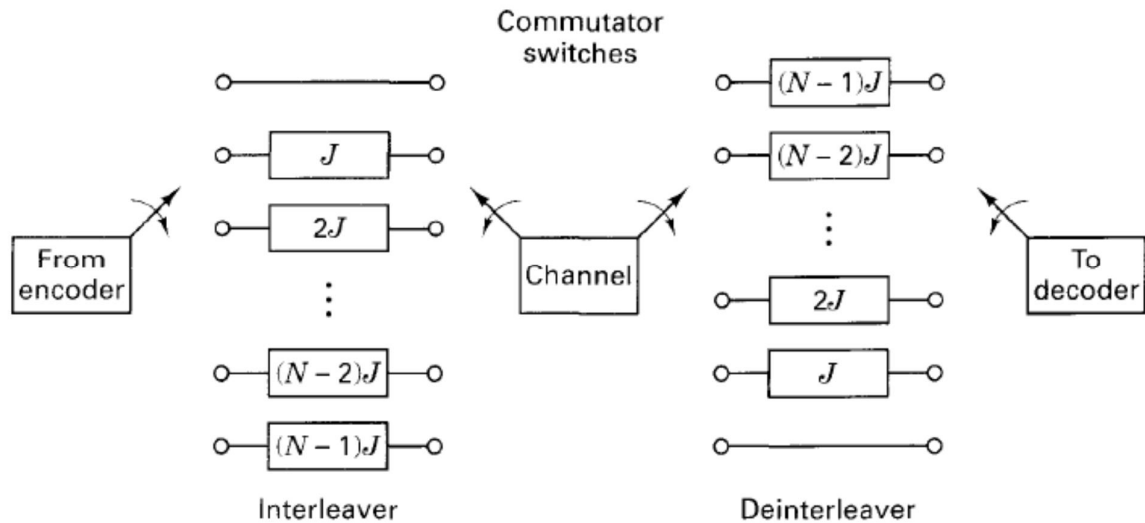 Commutator
switches
J
2J
⋮
(N − 2)J
(N − 1)J
(N − 1)J
(N − 2)J
⋮
2J
J
From
encoder
Channel
To
decoder
Interleaver
Deinterleaver